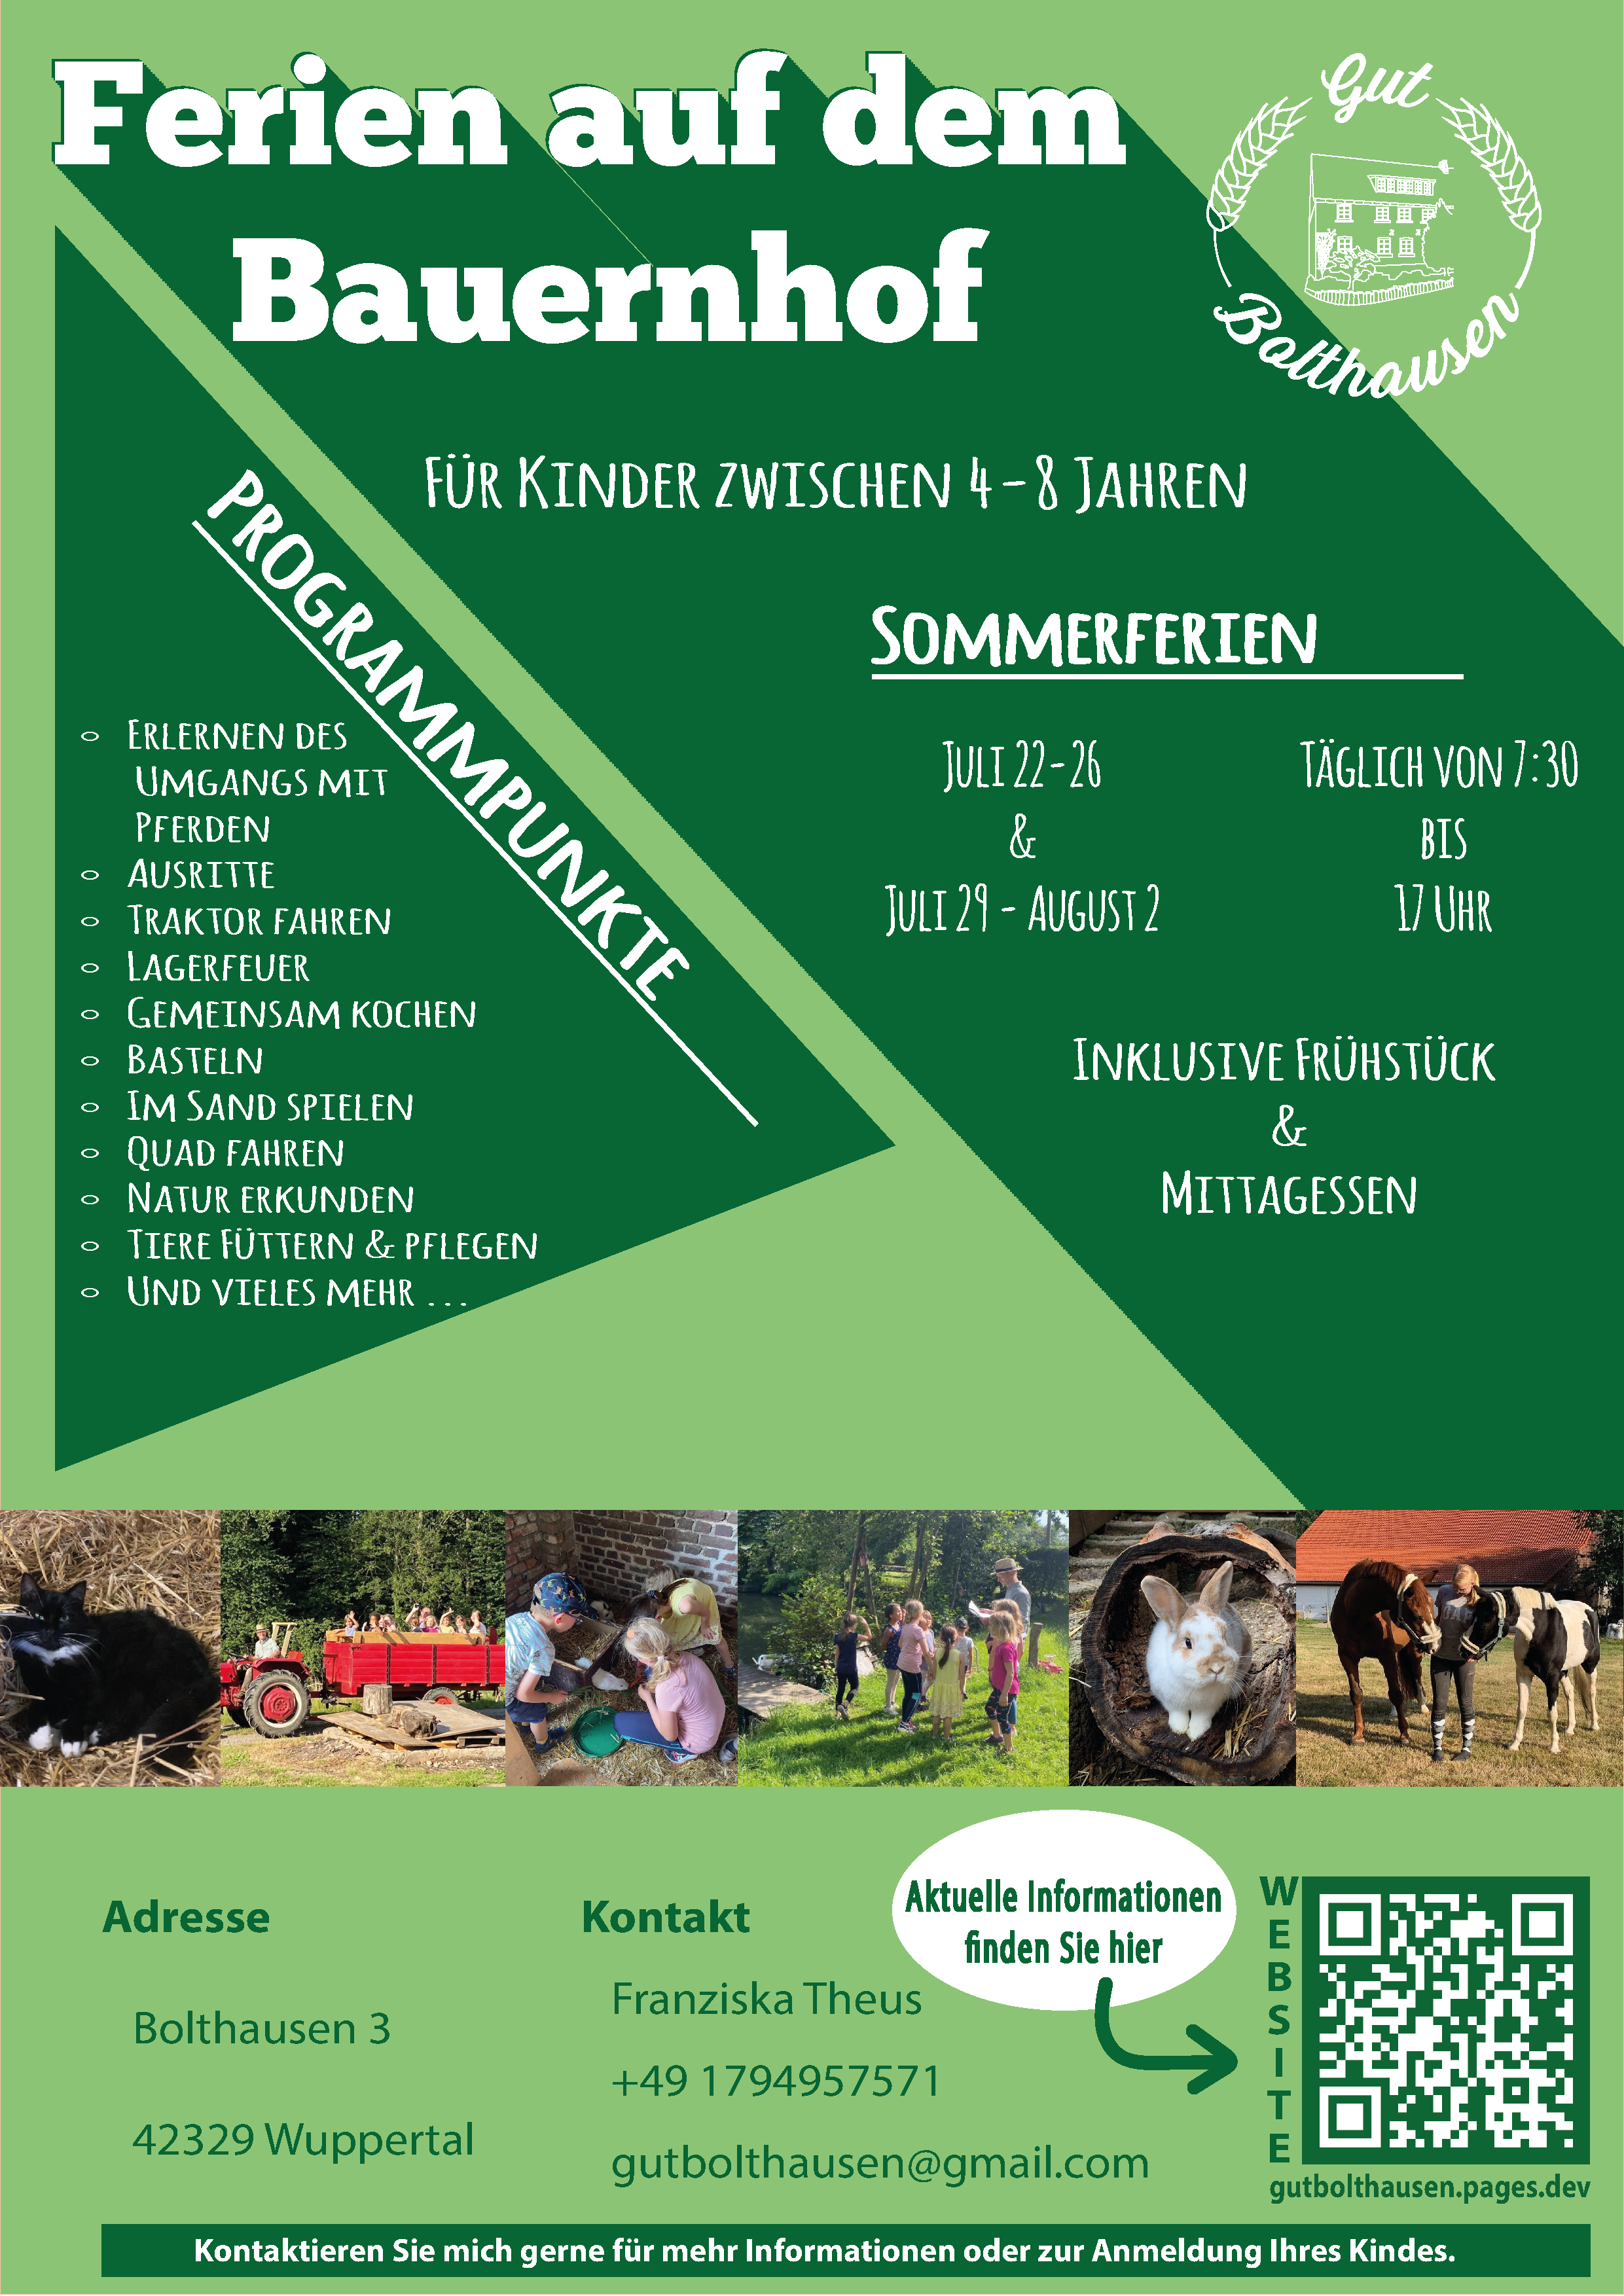 Ferien auf dem
Bauernhof
Gut
Bolthausen
Für Kinder zwischen 4-8 Jahren
Programmpunkte
Erlernen des
Umgangs mit
Pferden
Ausritte
Traktor fahren
Lagerfeuer
Gemeinsam kochen
Basteln
Im Sand spielen
Quad fahren
Natur erkunden
Tiere Füttern & pflegen
Und vieles mehr ...
Sommerferien
Juli 22-26
&
Juli 29 - August 2
Täglich von 7:30
bis
17 Uhr
Inklusive Frühstück
&
Mittagessen
Adresse
Bolthausen 3
42329 Wuppertal
Kontakt
Franziska Theus
+49 1794957571
gutbolthausen@gmail.com
Aktuelle Informationen
finden Sie hier
WEBSITE
gutbolthausen.pages.dev
Kontaktieren Sie mich gerne für mehr Informationen oder zur Anmeldung Ihres Kindes.